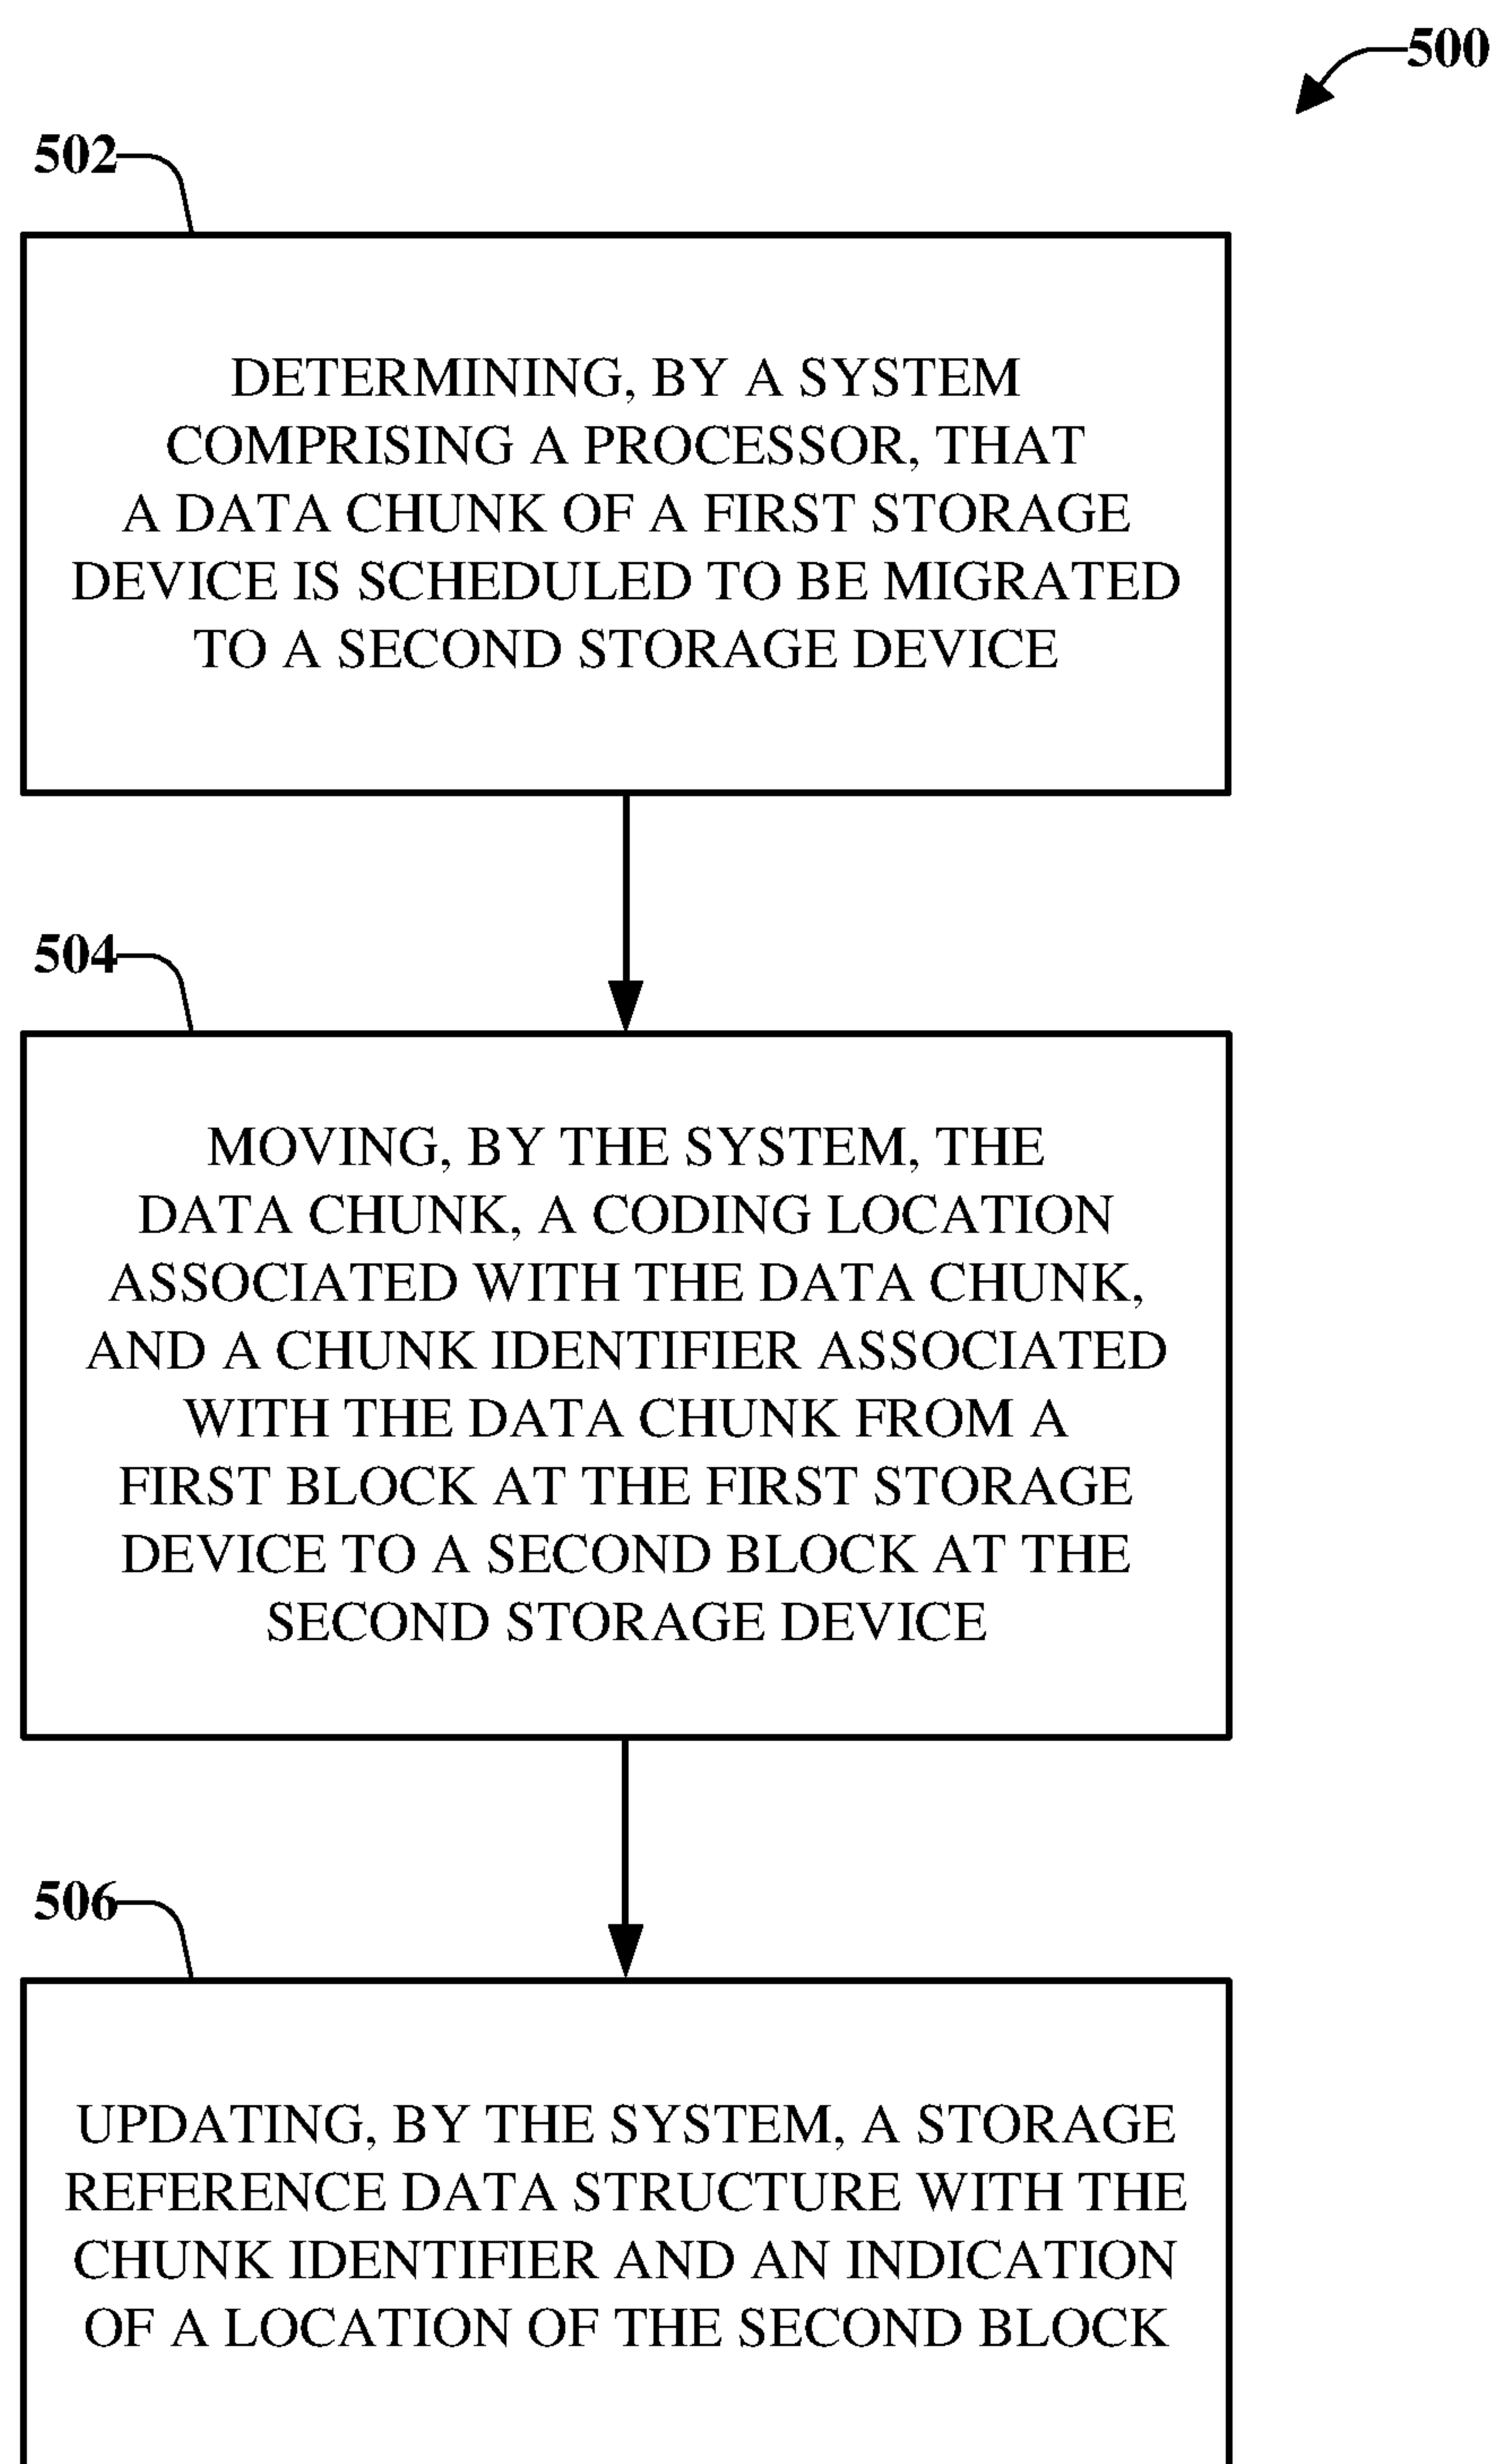 500
502
DETERMINING, BY A SYSTEM
COMPRISING A PROCESSOR, THAT
A DATA CHUNK OF A FIRST STORAGE
DEVICE IS SCHEDULED TO BE MIGRATED
TO A SECOND STORAGE DEVICE
504
MOVING, BY THE SYSTEM, THE
DATA CHUNK, A CODING LOCATION
ASSOCIATED WITH THE DATA CHUNK,
AND A CHUNK IDENTIFIER ASSOCIATED
WITH THE DATA CHUNK FROM A
FIRST BLOCK AT THE FIRST STORAGE
DEVICE TO A SECOND BLOCK AT THE
SECOND STORAGE DEVICE
506
UPDATING, BY THE SYSTEM, A STORAGE
REFERENCE DATA STRUCTURE WITH THE
CHUNK IDENTIFIER AND AN INDICATION
OF A LOCATION OF THE SECOND BLOCK